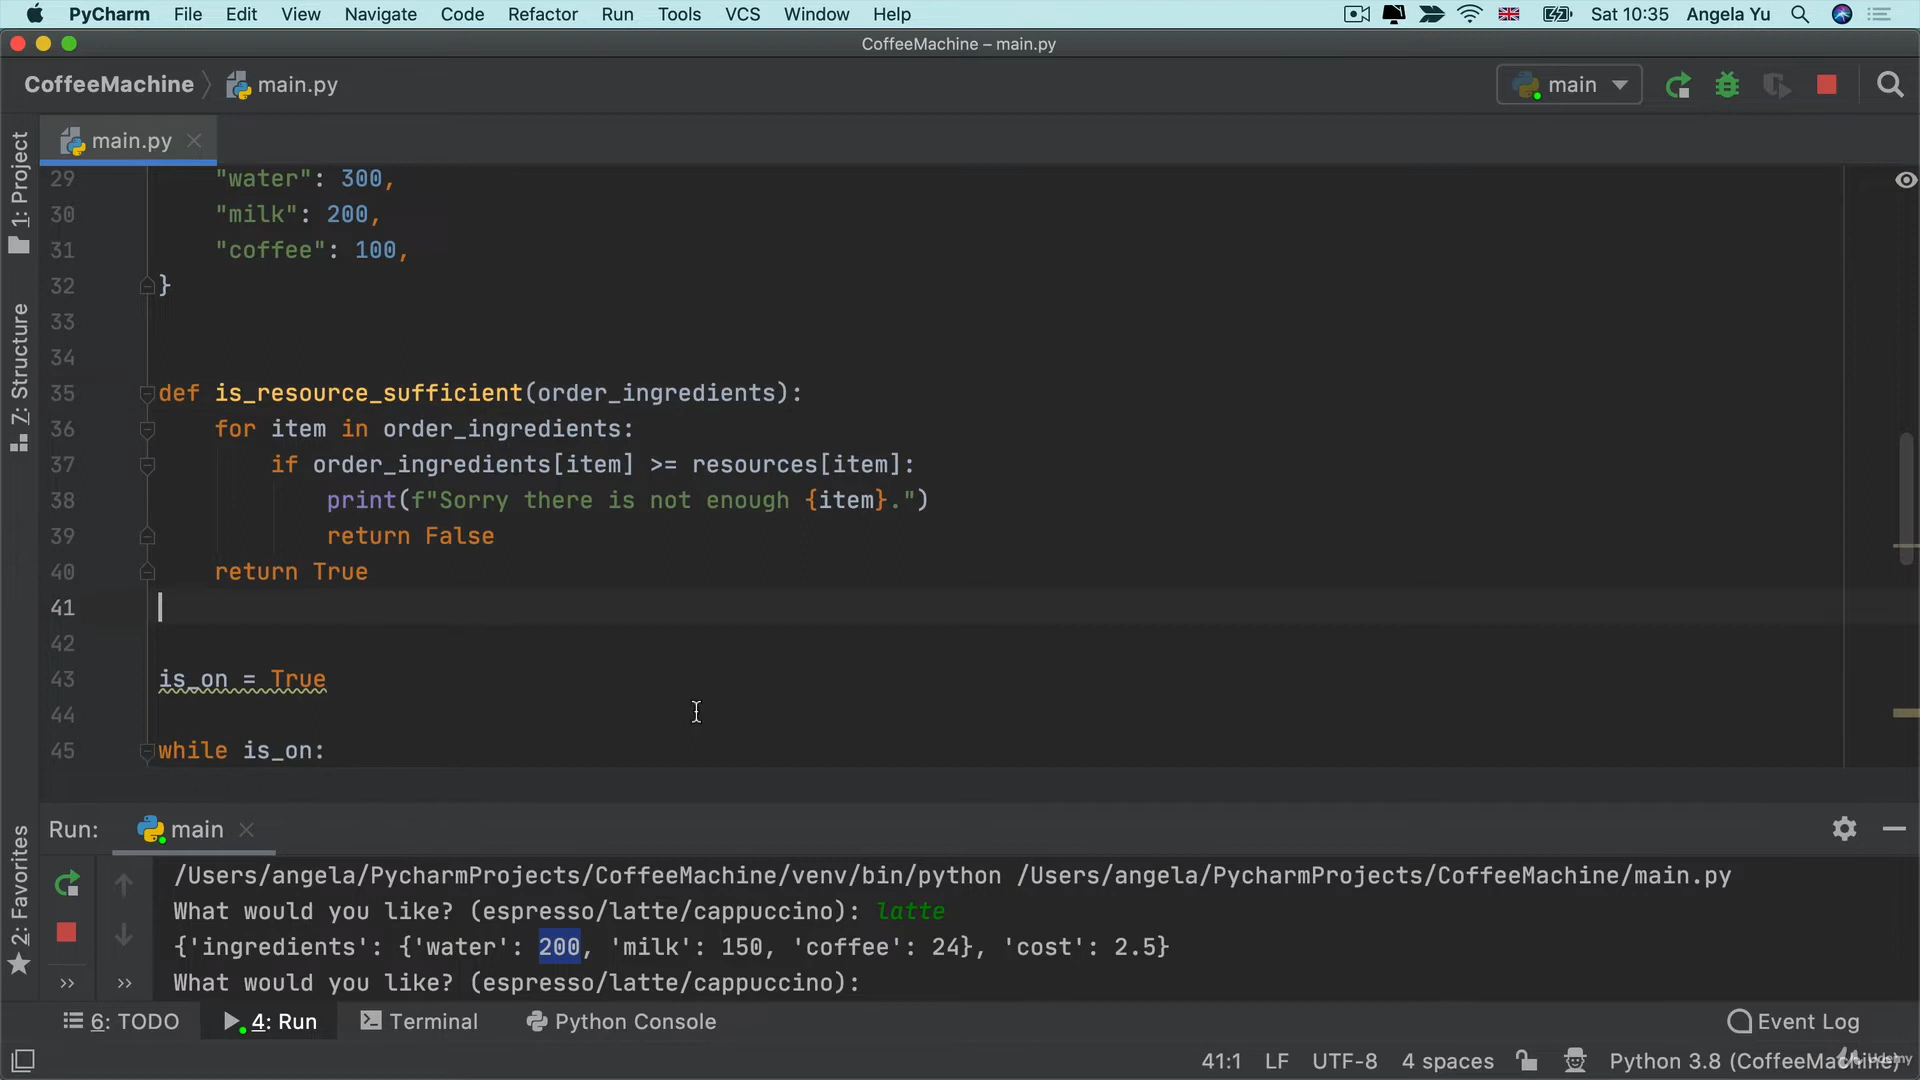 PyCharm File Edit View Navigate Code Refactor Run Tools VCS Window Help Sat 10:35 Angela Yu
CoffeeMachine – main.py
CoffeeMachine main.py main
1: Project
7: Structure
2: Favorites
main.py
29 "water": 300,
30 "milk": 200,
31 "coffee": 100,
32 }
33
34
35 def is_resource_sufficient(order_ingredients):
36 for item in order_ingredients:
37 if order_ingredients[item] >= resources[item]:
38 print(f"Sorry there is not enough {item}.")
39 return False
40 return True
41
42
43 is_on = True
44
45 while is_on:
Run: main
/Users/angela/PycharmProjects/CoffeeMachine/venv/bin/python /Users/angela/PycharmProjects/CoffeeMachine/main.py
What would you like? (espresso/latte/cappuccino): latte
{'ingredients': {'water': 200, 'milk': 150, 'coffee': 24}, 'cost': 2.5}
What would you like? (espresso/latte/cappuccino):
6: TODO 4: Run Terminal Python Console Event Log
41:1 LF UTF-8 4 spaces Python 3.8 (CoffeeMachine)
Udemy